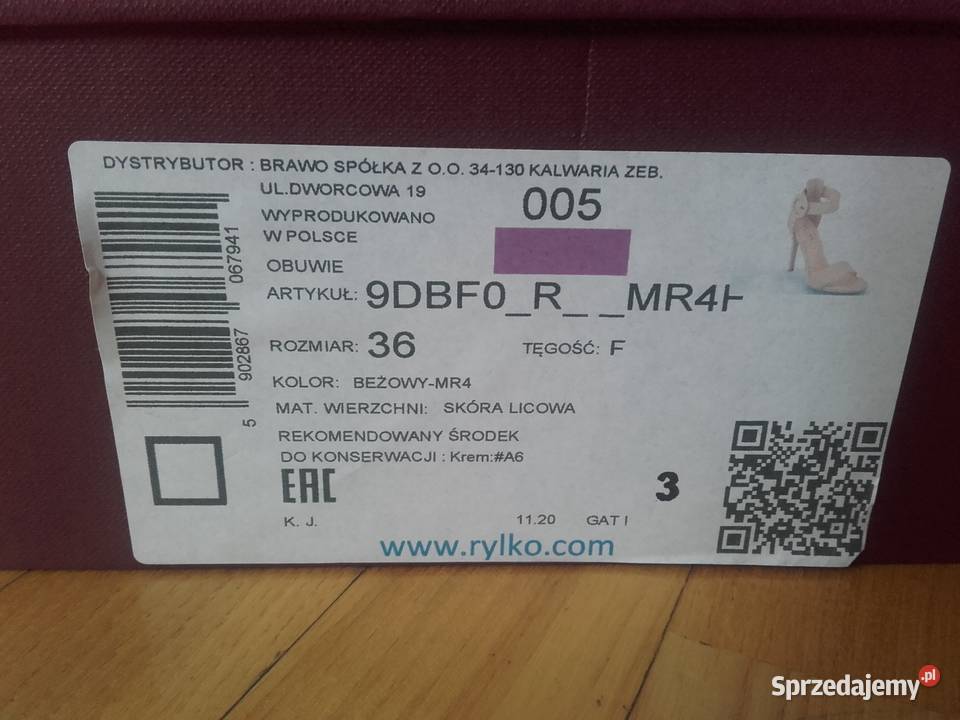 DYSTRYBUTOR : BRAWO SPÓŁKA Z O.O. 34-130 KALWARIA ZEB.
UL.DWORCOWA 19
005
WYPRODUKOWANO
W POLSCE
OBUWIE
ARTYKUŁ: 9DBF0_R_ _MR4H
ROZMIAR: 36
TĘGOŚĆ: F
KOLOR: BEŻOWY-MR4
MAT. WIERZCHNI: SKÓRA LICOWA
REKOMENDOWANY ŚRODEK
DO KONSERWACJI : Krem:#A6
EAC
3
K. J.
11.20 GAT I
www.rylko.com
5 902867 067941
Sprzedajemy.pl